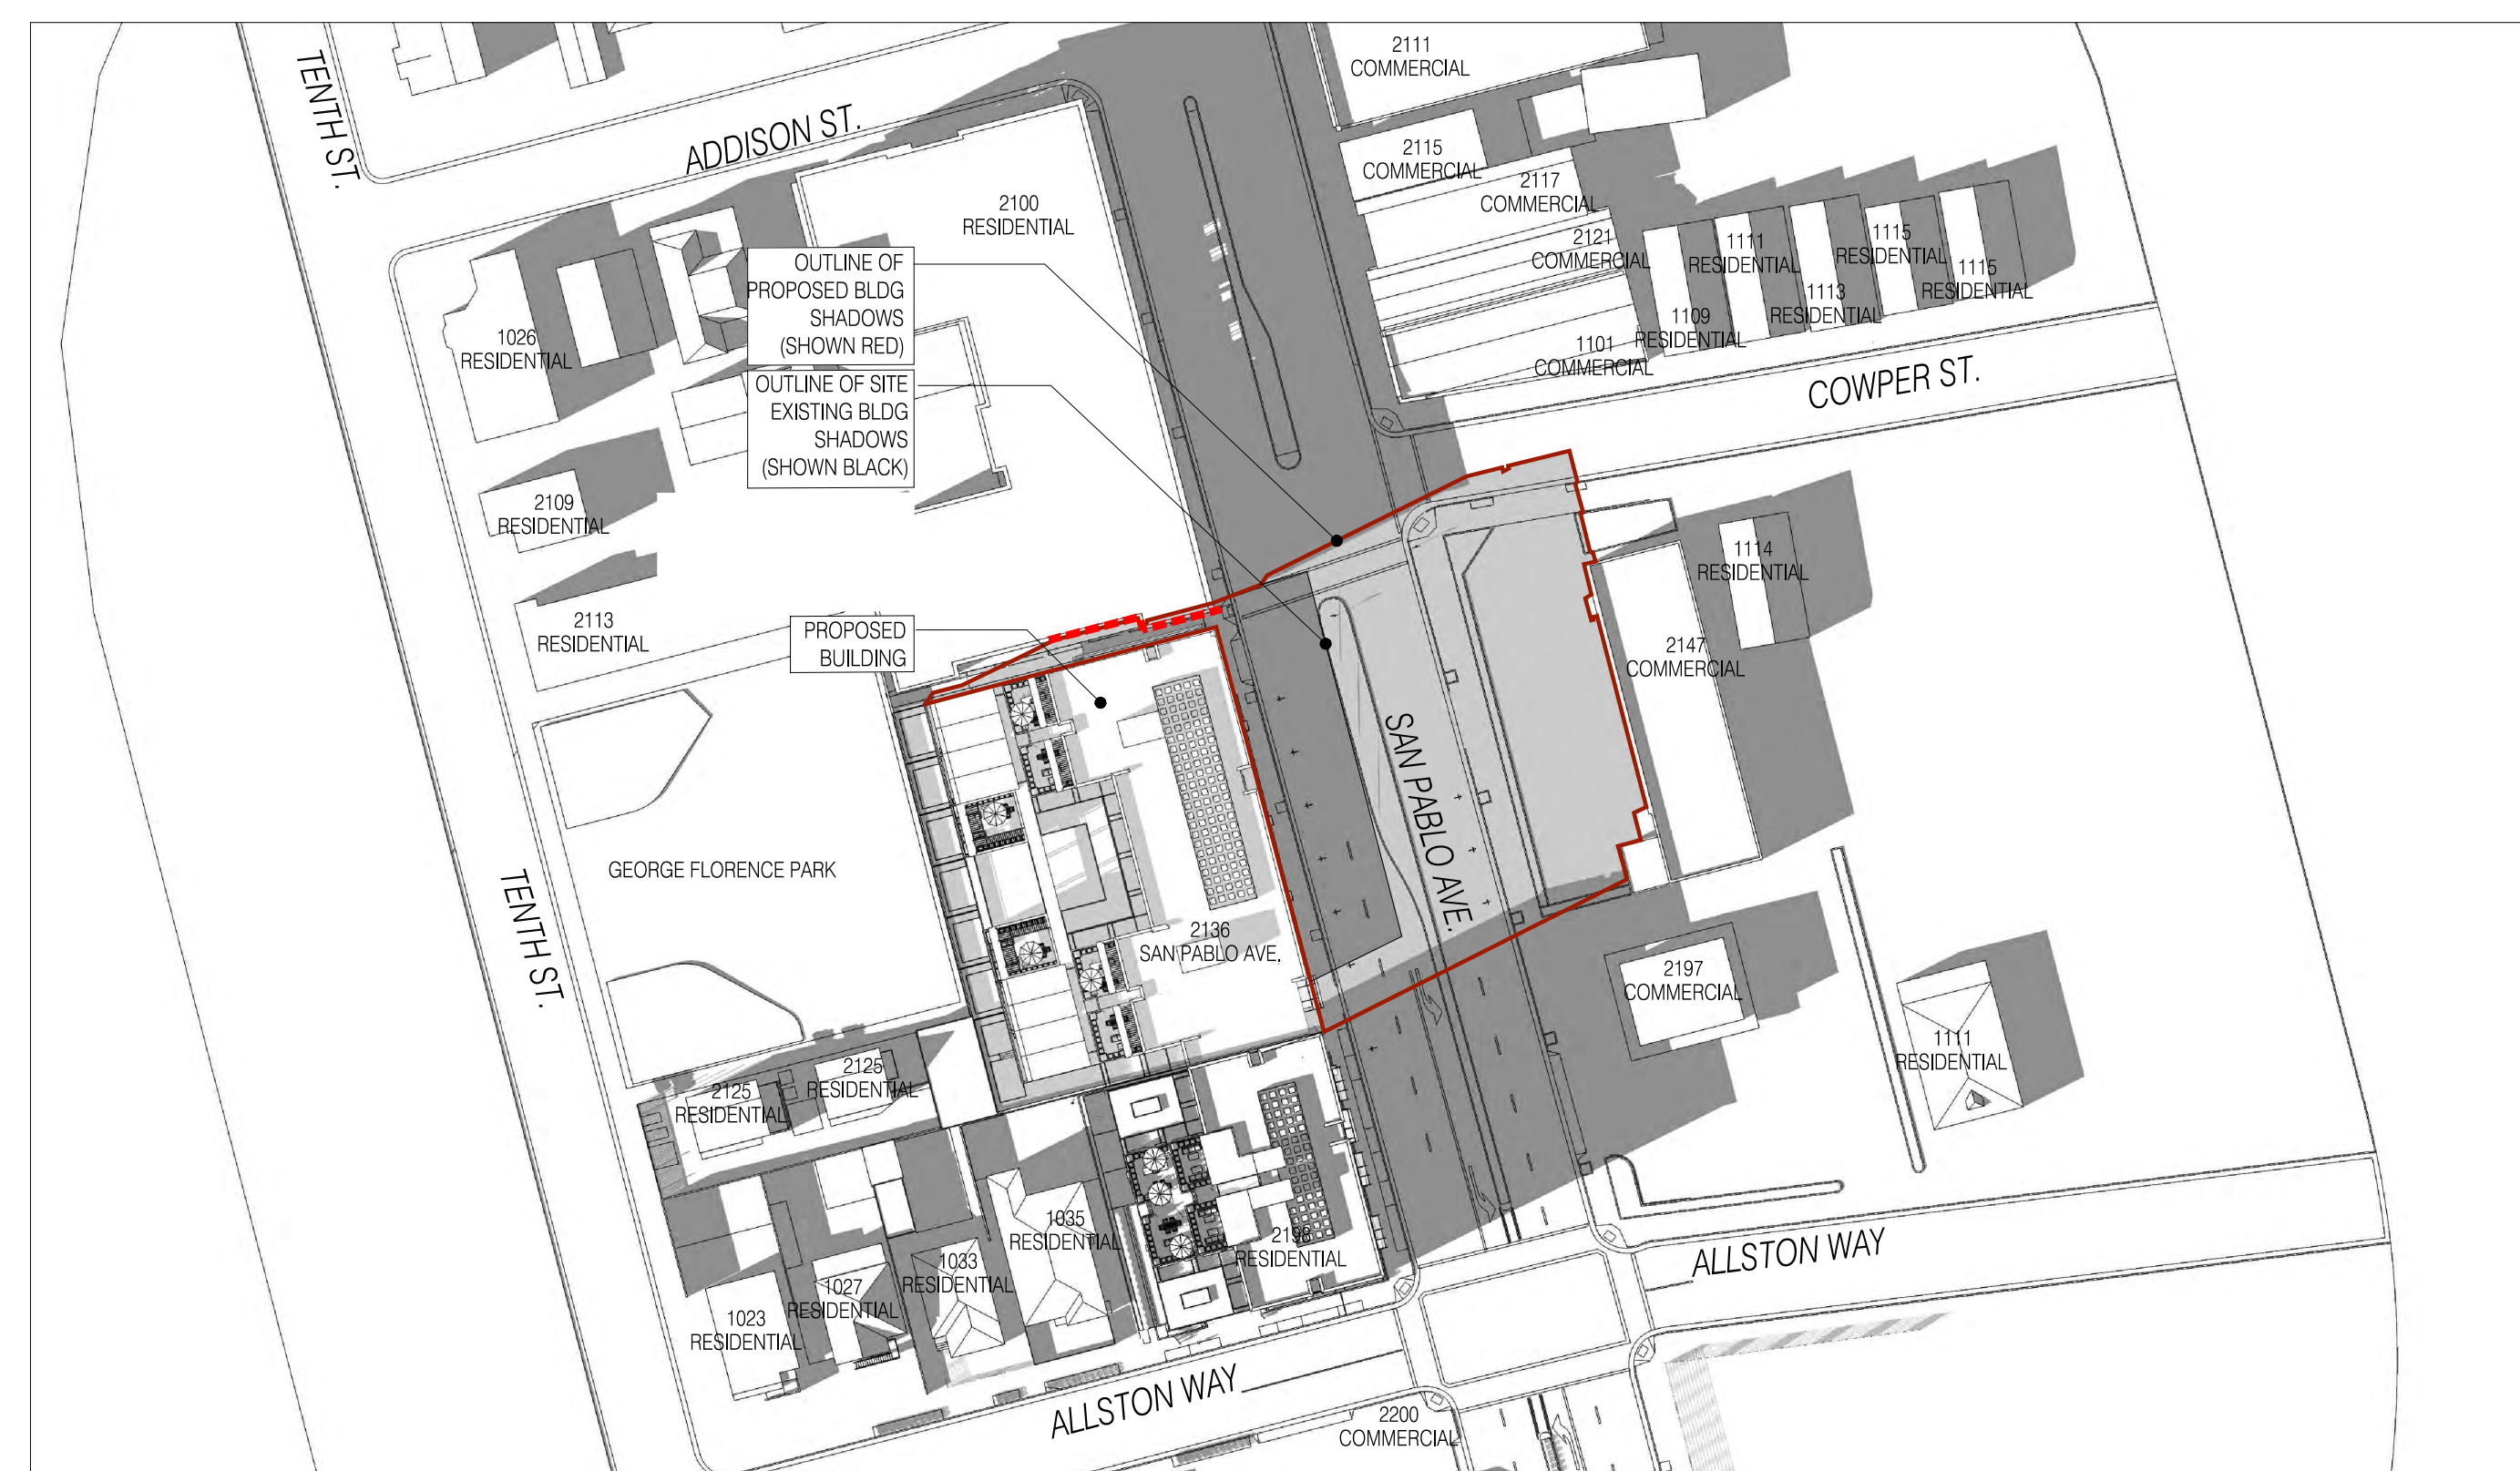 TENTH ST.
ADDISON ST.
2111
COMMERCIAL
2115
COMMERCIAL
2117
COMMERCIAL
2121
COMMERCIAL
1101
COMMERCIAL
1109
RESIDENTIAL
1111
RESIDENTIAL
1113
RESIDENTIAL
1115
RESIDENTIAL
1115
RESIDENTIAL
2100
RESIDENTIAL
OUTLINE OF
PROPOSED BLDG
SHADOWS
(SHOWN RED)
OUTLINE OF SITE
EXISTING BLDG
SHADOWS
(SHOWN BLACK)
1026
RESIDENTIAL
COWPER ST.
2109
RESIDENTIAL
2113
RESIDENTIAL
PROPOSED
BUILDING
1114
RESIDENTIAL
2147
COMMERCIAL
SAN PABLO AVE.
GEORGE FLORENCE PARK
TENTH ST.
2136
SAN PABLO AVE.
2197
COMMERCIAL
1111
RESIDENTIAL
2125
RESIDENTIAL
2125
RESIDENTIAL
1035
RESIDENTIAL
2198
RESIDENTIAL
1033
RESIDENTIAL
1027
RESIDENTIAL
1023
RESIDENTIAL
ALLSTON WAY
ALLSTON WAY
2200
COMMERCIAL